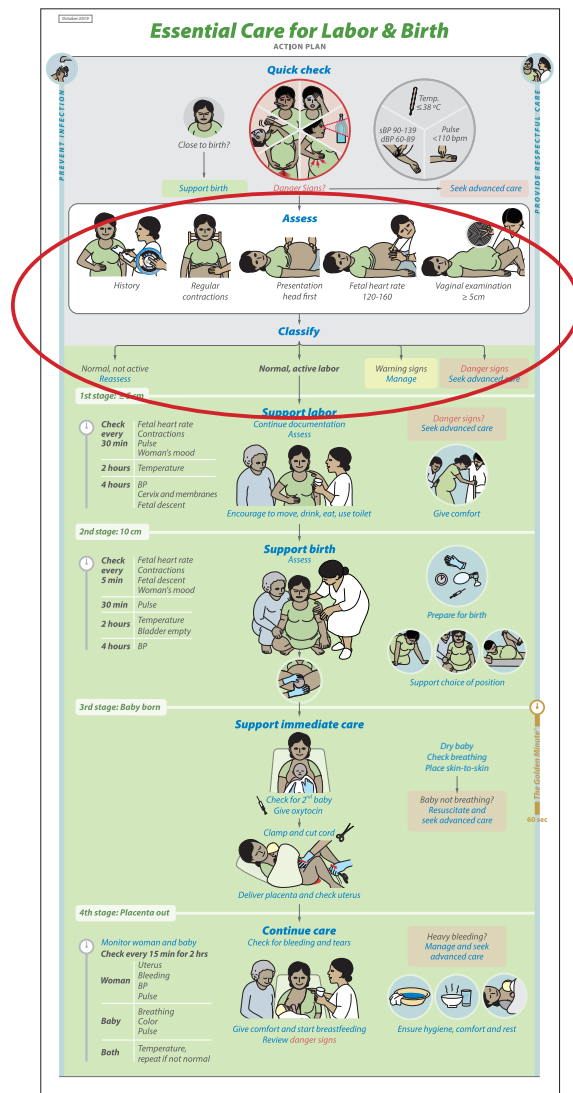 October 2019
Essential Care for Labor & Birth
ACTION PLAN
PREVENT INFECTION
PROVIDE RESPECTFUL CARE
Quick check
Close to birth?
Support birth
Danger Signs?
Temp.
≤38 ºC
sBP 90-139
dBP 60-89
Pulse
<110 bpm
Seek advanced care
Assess
History
Regular
contractions
Presentation
head first
Fetal heart rate
120-160
Vaginal examination
≥ 5cm
Classify
Normal, not active
Reassess
Normal, active labor
Warning signs
Manage
Danger signs
Seek advanced care
1st stage: ≥ 5 cm
Support labor
Continue documentation
Assess
Check
every
30 min
Fetal heart rate
Contractions
Pulse
Woman's mood
2 hours
Temperature
4 hours
BP
Cervix and membranes
Fetal descent
Encourage to move, drink, eat, use toilet
Danger signs?
Seek advanced care
Give comfort
2nd stage: 10 cm
Support birth
Assess
Check
every
5 min
Fetal heart rate
Contractions
Fetal descent
Woman's mood
30 min
Pulse
2 hours
Temperature
Bladder empty
4 hours
BP
Prepare for birth
Support choice of position
3rd stage: Baby born
Support immediate care
Check for 2nd baby
Give oxytocin
Clamp and cut cord
Deliver placenta and check uterus
Dry baby
Check breathing
Place skin-to-skin
Baby not breathing?
Resuscitate and
seek advanced care
The Golden Minute®
60 sec
4th stage: Placenta out
Continue care
Check for bleeding and tears
Monitor woman and baby
Check every 15 min for 2 hrs
Woman
Uterus
Bleeding
BP
Pulse
Baby
Breathing
Color
Pulse
Both
Temperature,
repeat if not normal
Give comfort and start breastfeeding
Review danger signs
Heavy bleeding?
Manage and seek
advanced care
Ensure hygiene, comfort and rest